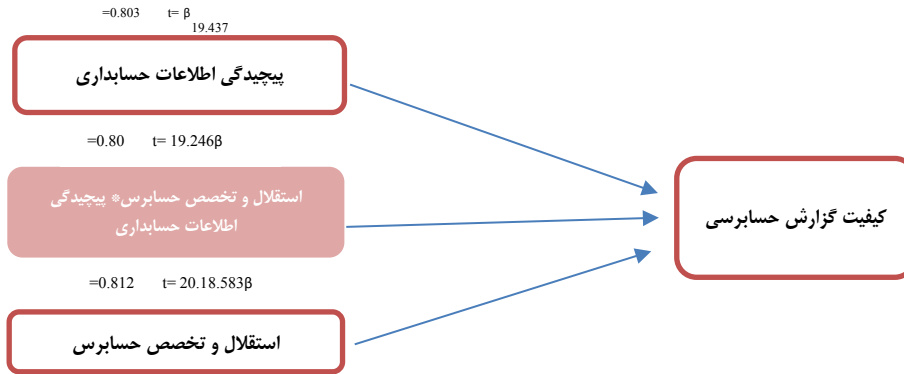 =0.803 t= β
19.437
پیچیدگی اطلاعات حسابداری
=0.80 t= 19.246β
استقلال و تخصص حسابرس* پیچیدگی
اطلاعات حسابداری
کیفیت گزارش حسابرسی
=0.812 t= 20.18.583β
استقلال و تخصص حسابرس